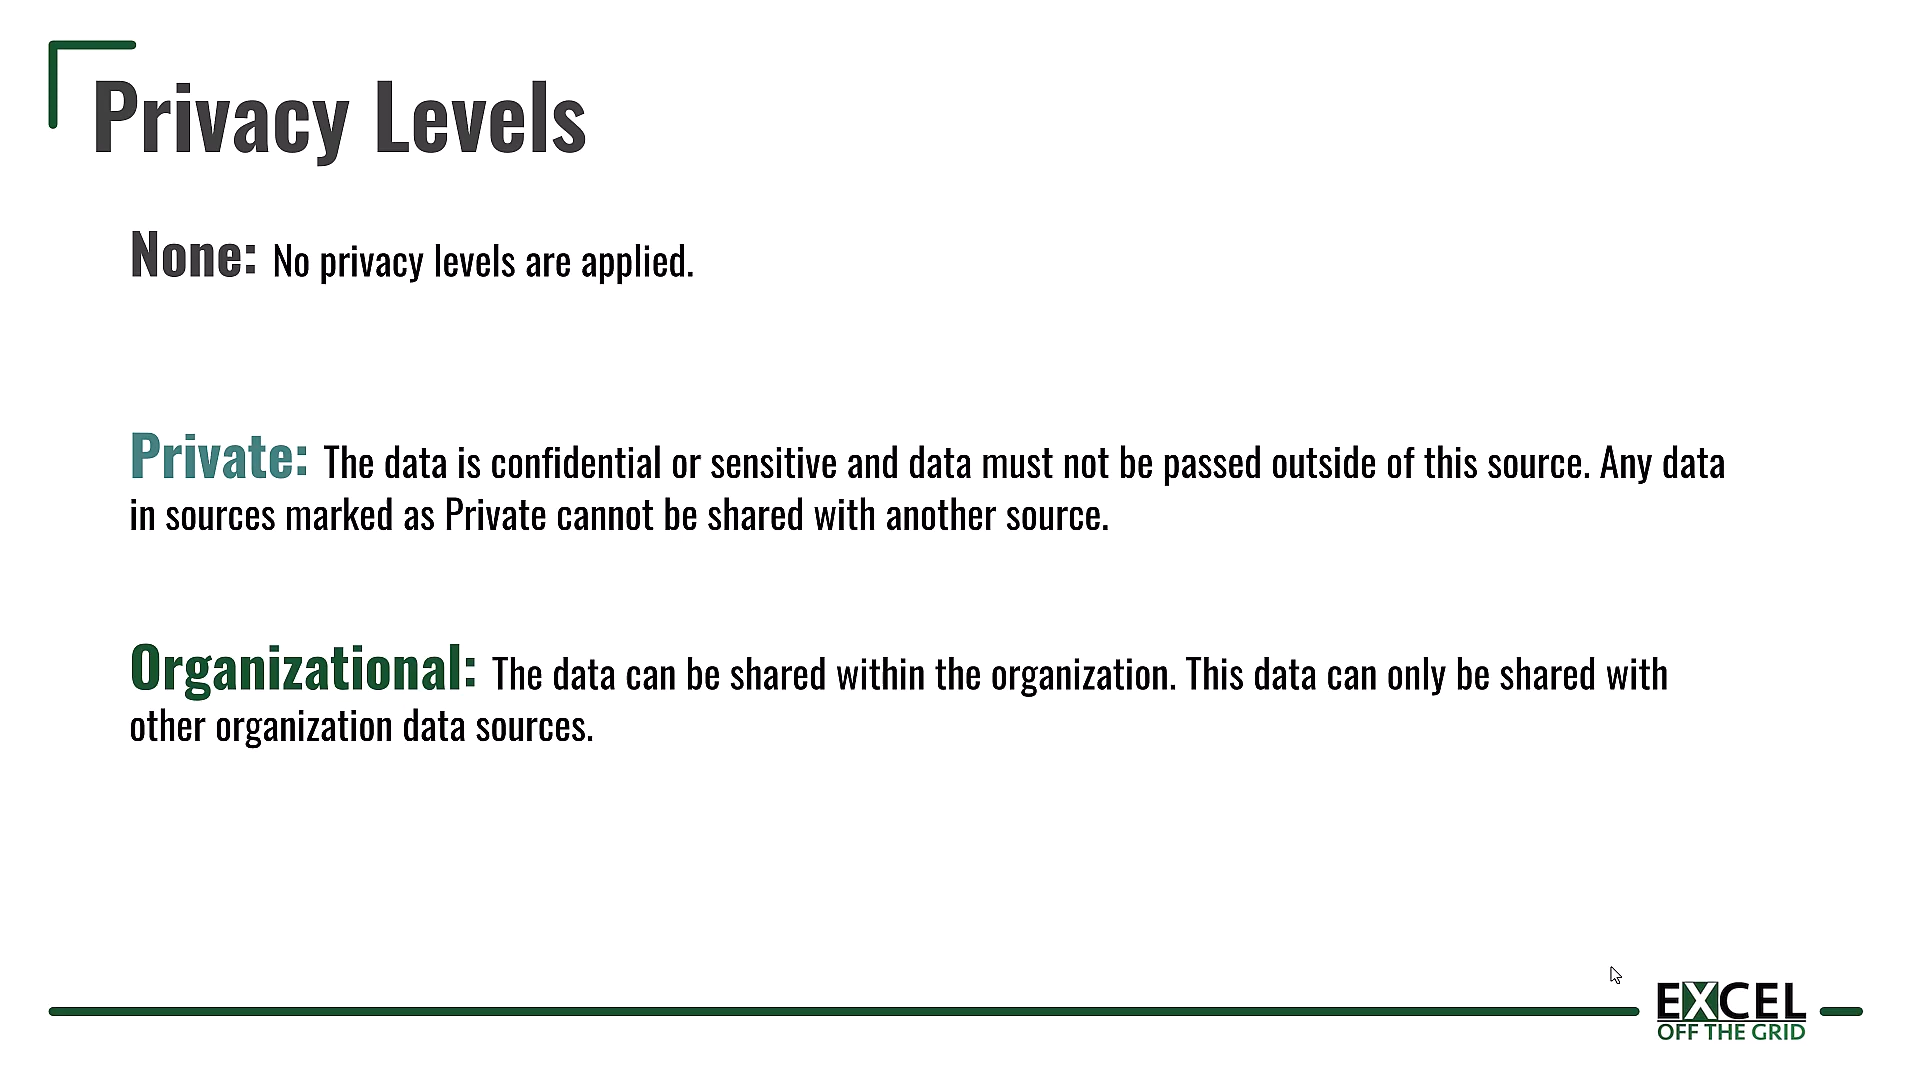 Privacy Levels
None: No privacy levels are applied.
Private: The data is confidential or sensitive and data must not be passed outside of this source. Any data
in sources marked as Private cannot be shared with another source.
Organizational: The data can be shared within the organization. This data can only be shared with
other organization data sources.
EXCEL
OFF THE GRID